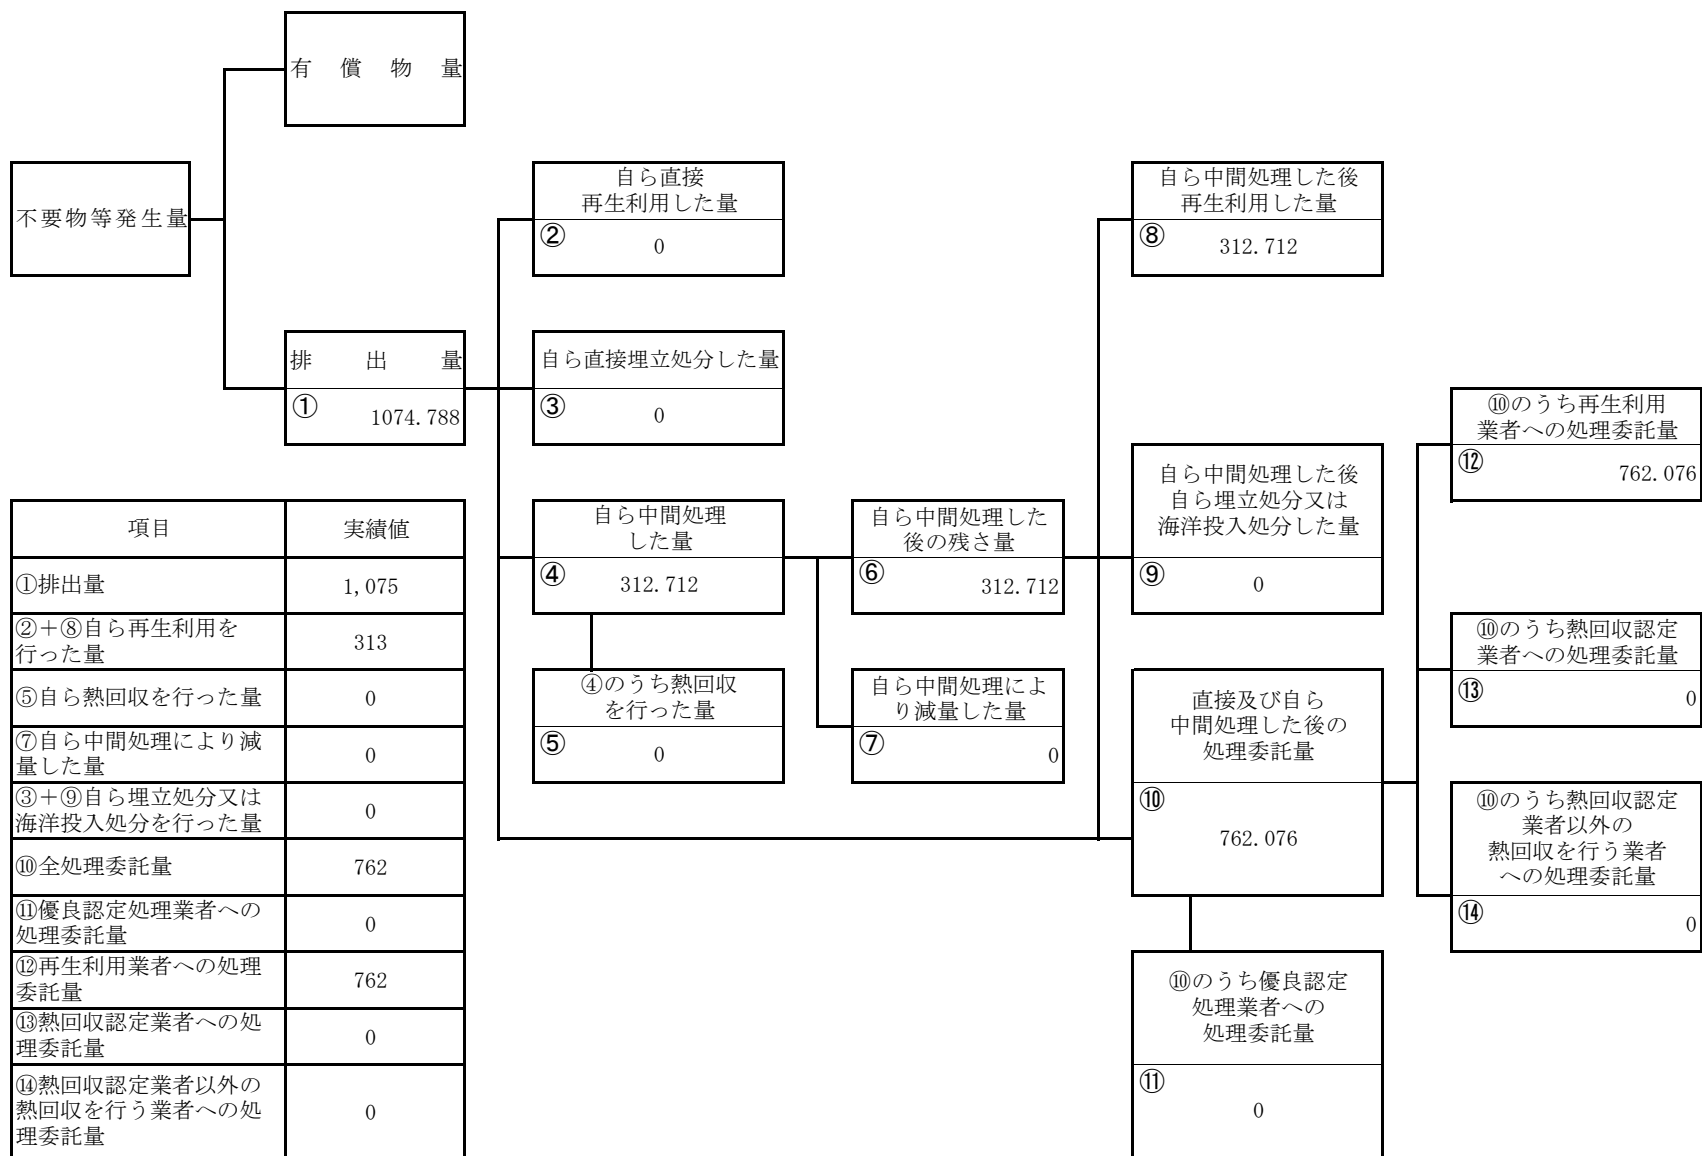 有償物量
不要物等発生量
排出量
①
1074.788
自ら直接
再生利用した量
②
0
自ら直接埋立処分した量
③
0
自ら中間処理
した量
④
312.712
④のうち熱回収
を行った量
⑤
0
自ら中間処理した
後の残さ量
⑥
312.712
自ら中間処理によ
り減量した量
⑦
0
自ら中間処理した後
再生利用した量
⑧
312.712
自ら中間処理した後
自ら埋立処分又は
海洋投入処分した量
⑨
0
直接及び自ら
中間処理した後の
処理委託量
⑩
762.076
⑩のうち優良認定
処理業者への
処理委託量
⑪
0
⑩のうち再生利用
業者への処理委託量
⑫
762.076
⑩のうち熱回収認定
業者への処理委託量
⑬
0
⑩のうち熱回収認定
業者以外の
熱回収を行う業者
への処理委託量
⑭
0
項目 実績値
①排出量 1,075
②＋⑧自ら再生利用を
行った量 313
⑤自ら熱回収を行った量 0
⑦自ら中間処理により減
量した量 0
③＋⑨自ら埋立処分又は
海洋投入処分を行った量 0
⑩全処理委託量 762
⑪優良認定処理業者への
処理委託量 0
⑫再生利用業者への処理
委託量 762
⑬熱回収認定業者への処
理委託量 0
⑭熱回収認定業者以外の
熱回収を行う業者への処
理委託量 0